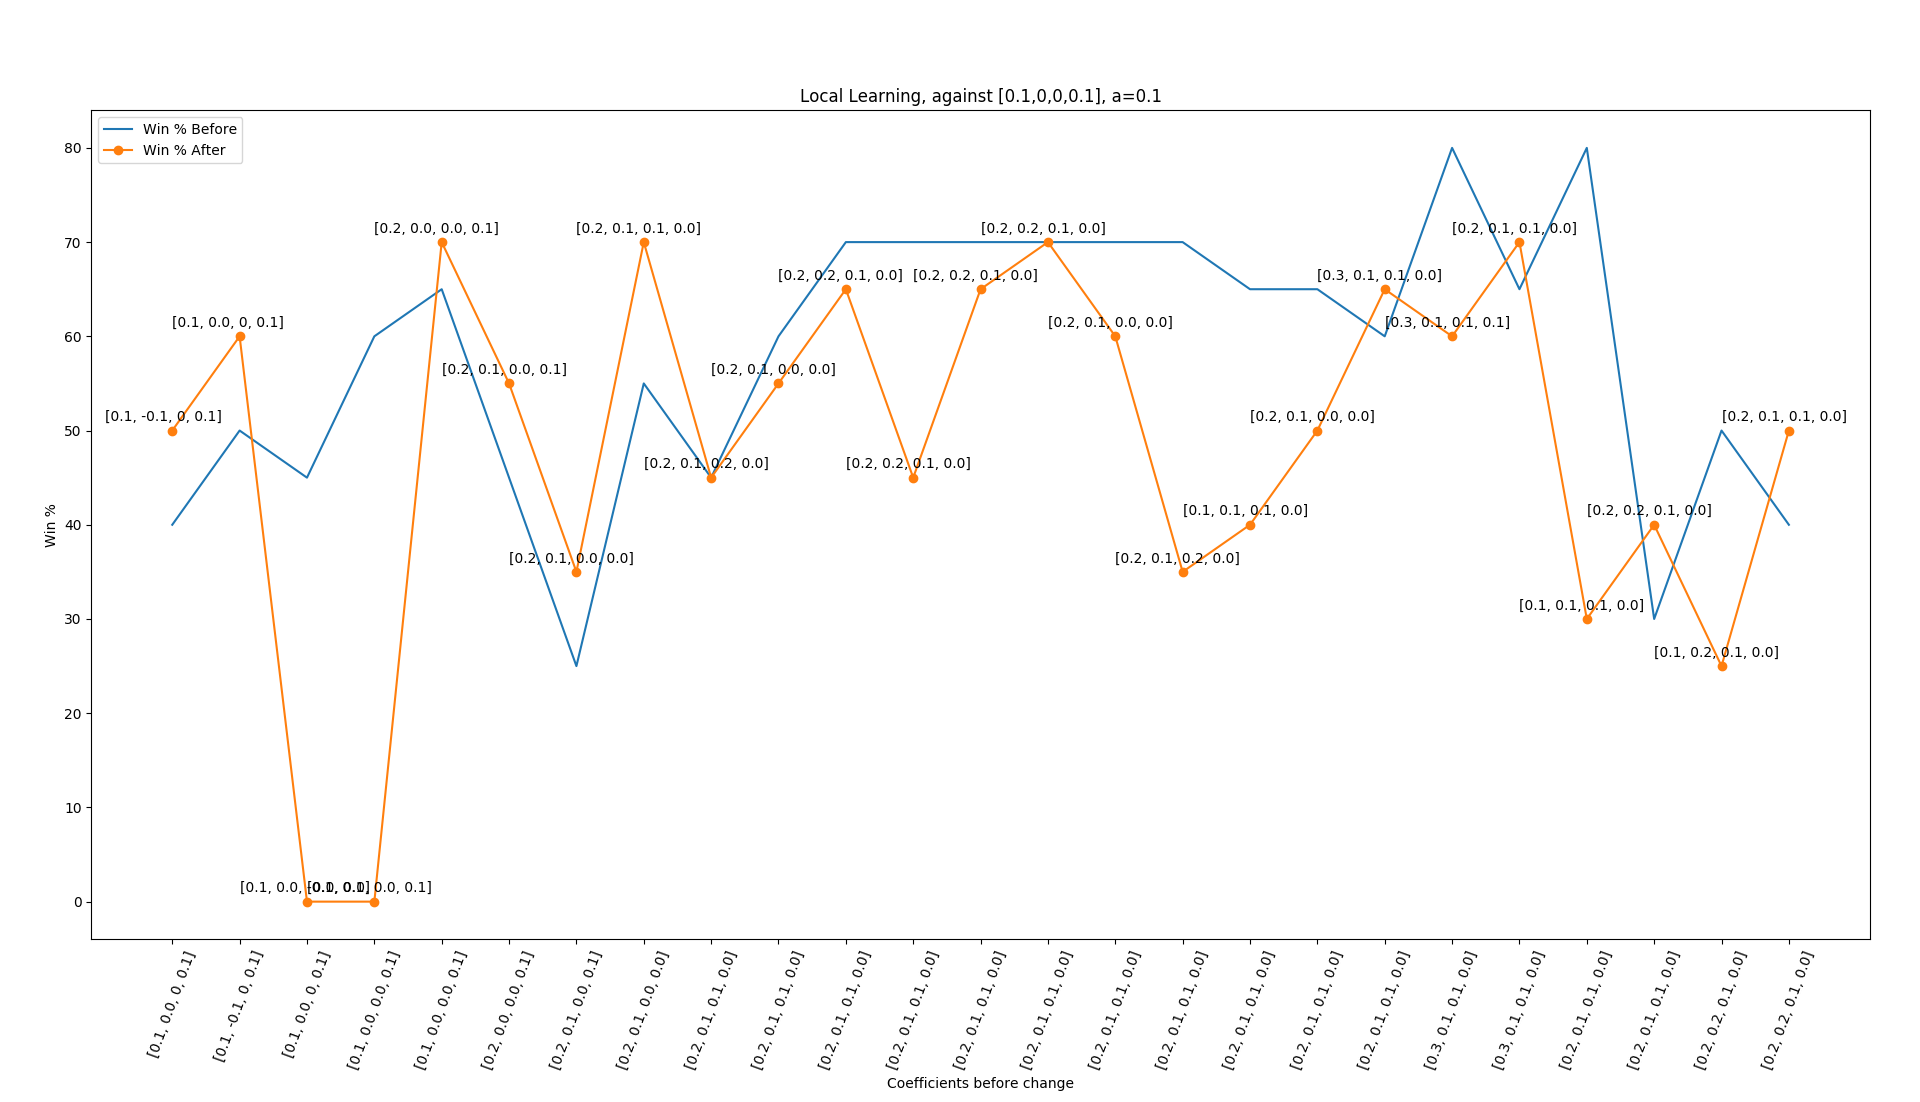 Local Learning, against [0.1,0,0,0.1], a=0.1
Win % Before
Win % After
80
70
60
50
40
30
20
10
0
Win %
[0.1, -0.1, 0, 0.1]
[0.1, 0.0, 0, 0.1]
[0.1, 0.0,
0.0, 0.1]
[0.2, 0.0, 0.0, 0.1]
[0.2, 0.1, 0.0, 0.1]
[0.2, 0.1, 0.0, 0.0]
[0.2, 0.1, 0.1, 0.0]
[0.2, 0.1, 0.2, 0.0]
[0.2, 0.1, 0.0, 0.0]
[0.2, 0.2, 0.1, 0.0]
[0.2, 0.2, 0.1, 0.0]
[0.2, 0.2, 0.1, 0.0]
[0.2, 0.2, 0.1, 0.0]
[0.2, 0.1, 0.0, 0.0]
[0.2, 0.1, 0.2, 0.0]
[0.1, 0.1, 0.1, 0.0]
[0.2, 0.1, 0.0, 0.0]
[0.3, 0.1, 0.1, 0.0]
[0.3, 0.1, 0.1, 0.1]
[0.2, 0.1, 0.1, 0.0]
[0.1, 0.1, 0.1, 0.0]
[0.2, 0.2, 0.1, 0.0]
[0.1, 0.2, 0.1, 0.0]
[0.2, 0.1, 0.1, 0.0]
[0.1, 0.0, 0, 0.1]
[0.1, -0.1, 0, 0.1]
[0.1, 0.0, 0, 0.1]
[0.1, 0.0, 0.0, 0.1]
[0.1, 0.0, 0.0, 0.1]
[0.2, 0.0, 0.0, 0.1]
[0.2, 0.1, 0.0, 0.1]
[0.2, 0.1, 0.0, 0.0]
[0.2, 0.1, 0.1, 0.0]
[0.2, 0.1, 0.1, 0.0]
[0.2, 0.1, 0.1, 0.0]
[0.2, 0.1, 0.1, 0.0]
[0.2, 0.1, 0.1, 0.0]
[0.2, 0.1, 0.1, 0.0]
[0.2, 0.1, 0.1, 0.0]
[0.2, 0.1, 0.1, 0.0]
[0.2, 0.1, 0.1, 0.0]
[0.2, 0.1, 0.1, 0.0]
[0.2, 0.1, 0.1, 0.0]
[0.3, 0.1, 0.1, 0.0]
[0.3, 0.1, 0.1, 0.0]
[0.2, 0.1, 0.1, 0.0]
[0.2, 0.1, 0.1, 0.0]
[0.2, 0.2, 0.1, 0.0]
[0.2, 0.2, 0.1, 0.0]
Coefficients before change